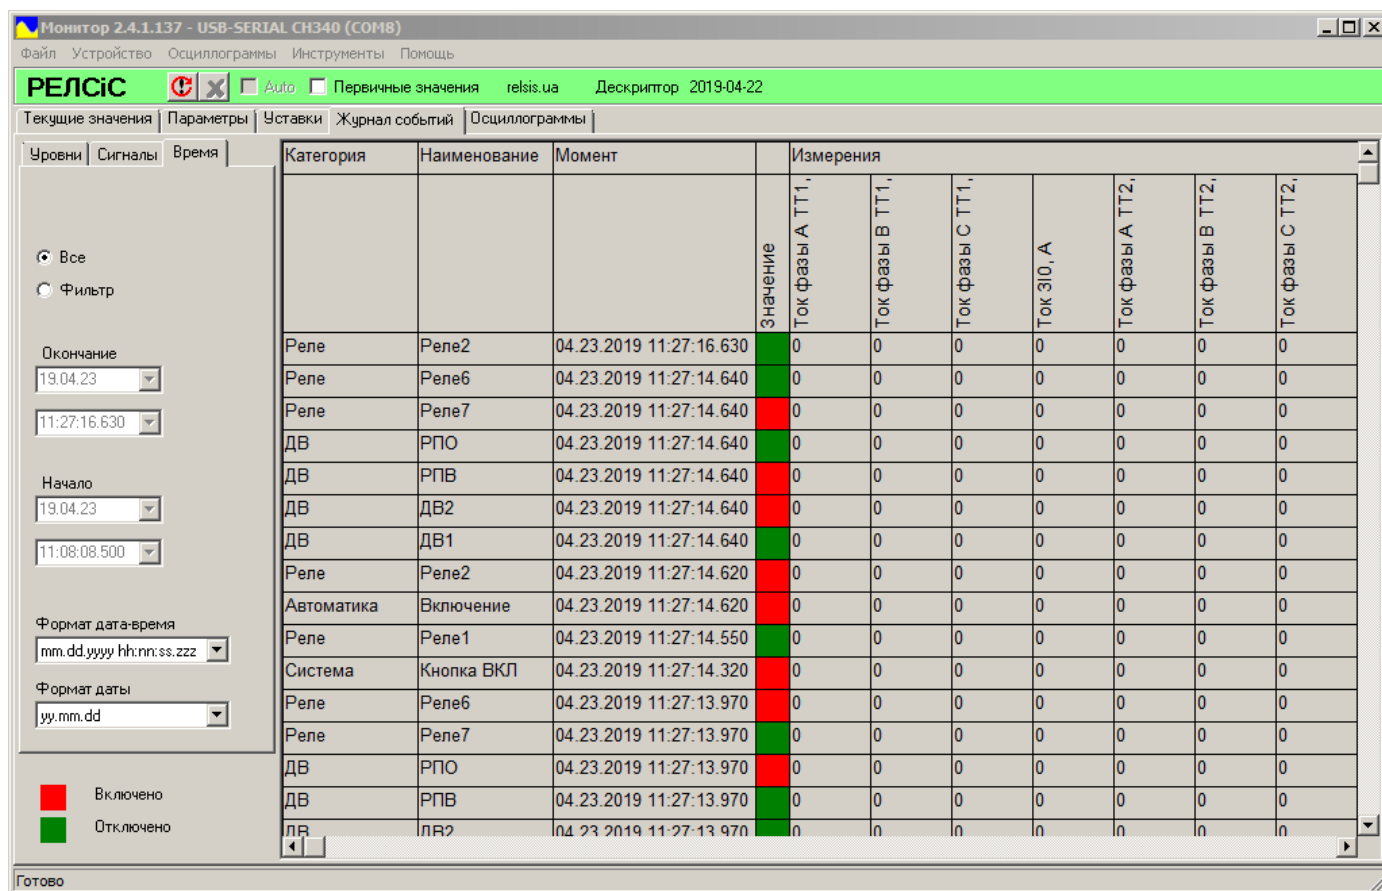 Монитор 2.4.1.137 - USB-SERIAL CH340 (COM8)
Файл Устройство Осциллограммы Инструменты Помощь
РЕЛСіС Auto Первичные значения relsis.ua Дескриптор 2019-04-22
Текущие значения Параметры Уставки Журнал событий Осциллограммы
Уровни Сигналы Время
Все
Фильтр
Окончание
19.04.23
11:27:16.630
Начало
19.04.23
11:08:08.500
Формат дата-время
mm.dd.yyyy hh:nn:ss.zzz
Формат даты
yy.mm.dd
Включено
Отключено
Категория Наименование Момент Измерения
Значение Ток фазы А ТТ1, Ток фазы В ТТ1, Ток фазы С ТТ1, Ток 3I0, А Ток фазы А ТТ2, Ток фазы В ТТ2, Ток фазы С ТТ2,
Реле Реле2 04.23.2019 11:27:16.630 0 0 0 0 0 0 0
Реле Реле6 04.23.2019 11:27:14.640 0 0 0 0 0 0 0
Реле Реле7 04.23.2019 11:27:14.640 0 0 0 0 0 0 0
ДВ РПО 04.23.2019 11:27:14.640 0 0 0 0 0 0 0
ДВ РПВ 04.23.2019 11:27:14.640 0 0 0 0 0 0 0
ДВ ДВ2 04.23.2019 11:27:14.640 0 0 0 0 0 0 0
ДВ ДВ1 04.23.2019 11:27:14.640 0 0 0 0 0 0 0
Реле Реле2 04.23.2019 11:27:14.620 0 0 0 0 0 0 0
Автоматика Включение 04.23.2019 11:27:14.620 0 0 0 0 0 0 0
Реле Реле1 04.23.2019 11:27:14.550 0 0 0 0 0 0 0
Система Кнопка ВКЛ 04.23.2019 11:27:14.320 0 0 0 0 0 0 0
Реле Реле6 04.23.2019 11:27:13.970 0 0 0 0 0 0 0
Реле Реле7 04.23.2019 11:27:13.970 0 0 0 0 0 0 0
ДВ РПО 04.23.2019 11:27:13.970 0 0 0 0 0 0 0
ДВ РПВ 04.23.2019 11:27:13.970 0 0 0 0 0 0 0
ДВ ДВ2 04.23.2019 11:27:13.970 0 0 0 0 0 0 0
Готово